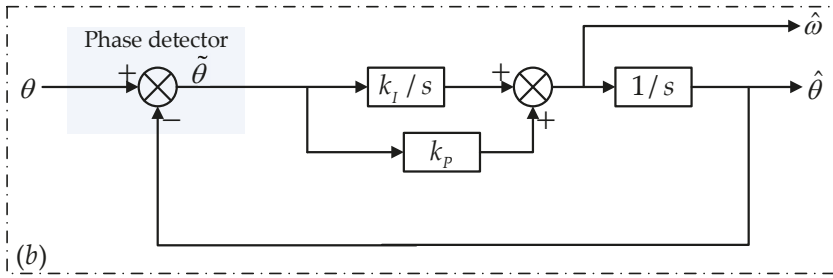 Phase detector
θ
+
−
θ̃
k_I / s
k_P
+
+
1/s
ω̂
θ̂
(b)